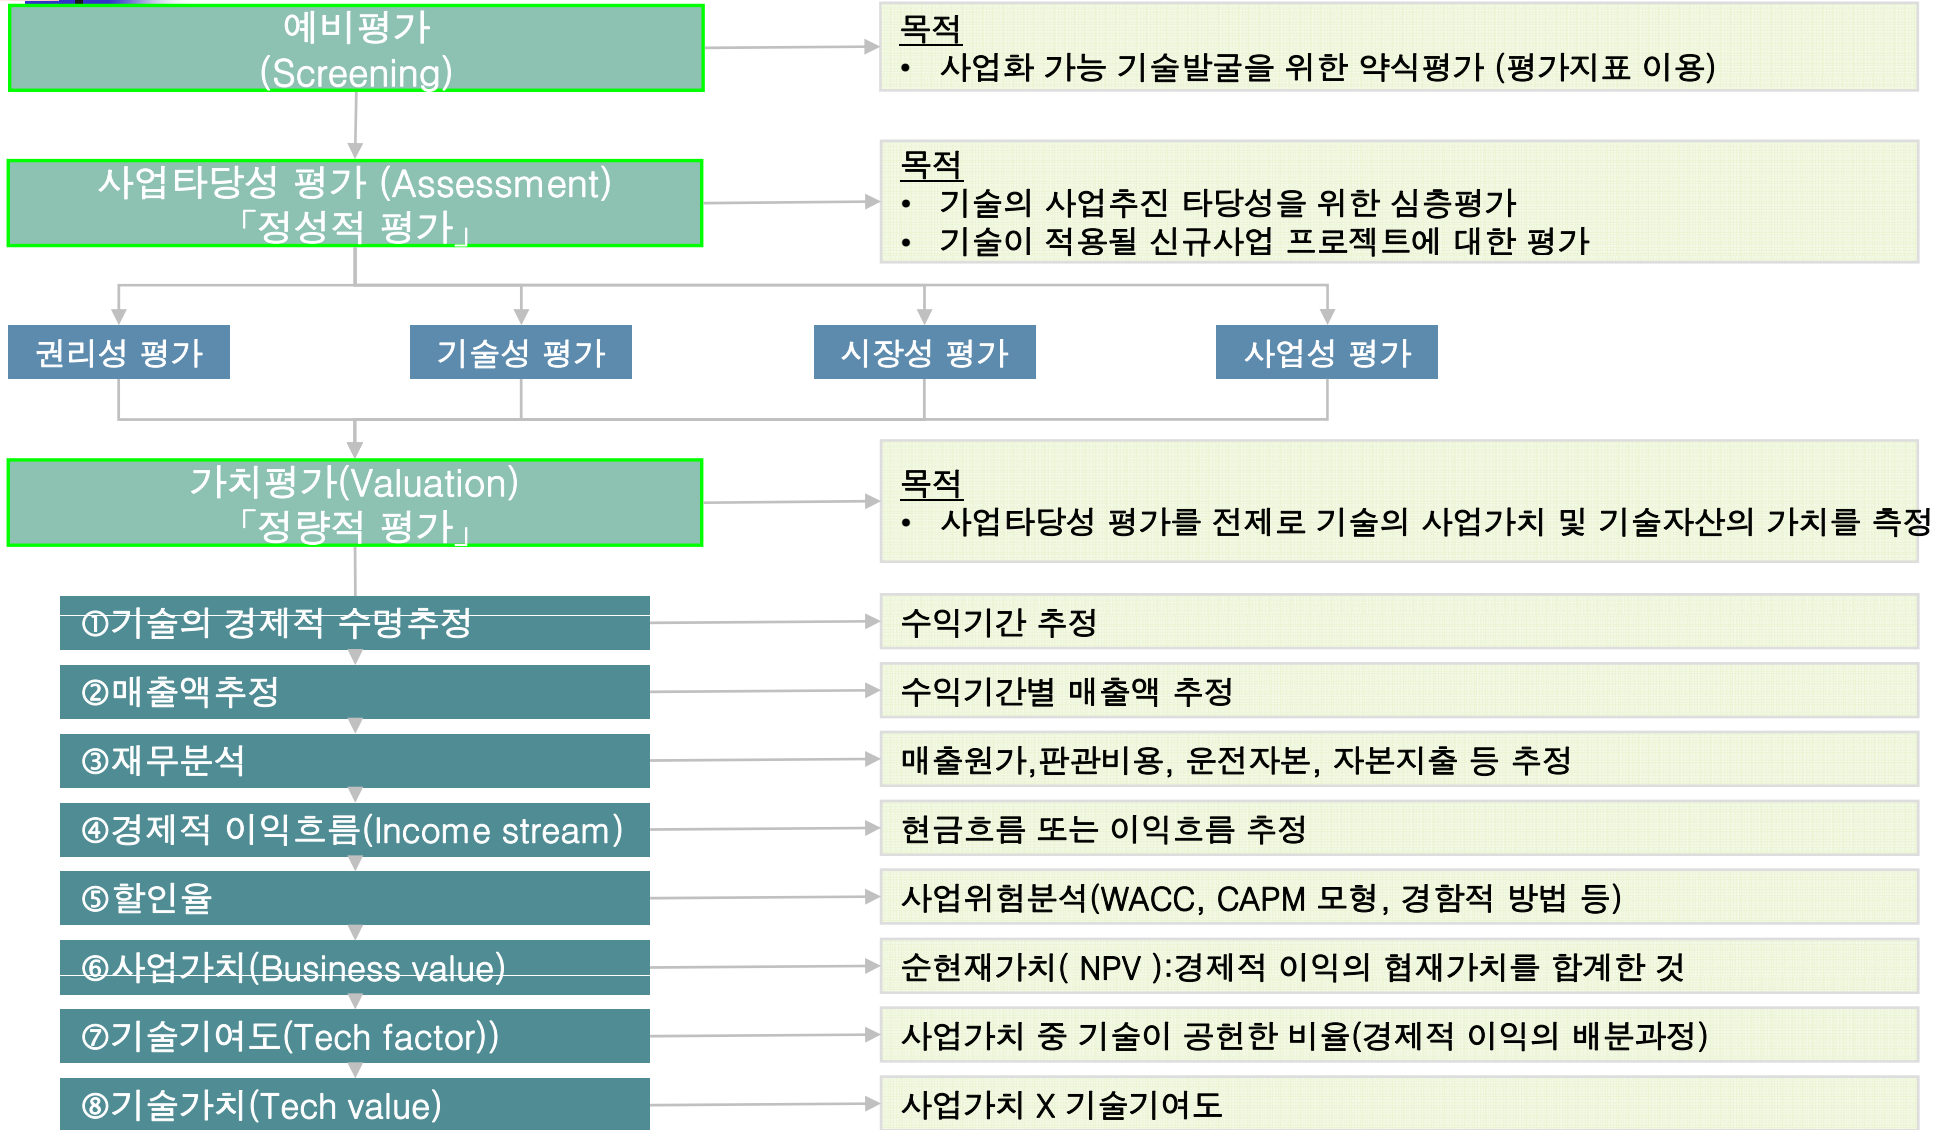 예비평가
(Screening)
목적
• 사업화 가능 기술발굴을 위한 약식평가 (평가지표 이용)
사업타당성 평가 (Assessment)
「정성적 평가」
목적
• 기술의 사업추진 타당성을 위한 심층평가
• 기술이 적용될 신규사업 프로젝트에 대한 평가
권리성 평가
기술성 평가
시장성 평가
사업성 평가
가치평가(Valuation)
「정량적 평가」
목적
• 사업타당성 평가를 전제로 기술의 사업가치 및 기술자산의 가치를 측정
①기술의 경제적 수명추정
수익기간 추정
②매출액추정
수익기간별 매출액 추정
③재무분석
매출원가,판관비용, 운전자본, 자본지출 등 추정
④경제적 이익흐름(Income stream)
현금흐름 또는 이익흐름 추정
⑤할인율
사업위험분석(WACC, CAPM 모형, 경함적 방법 등)
⑥사업가치(Business value)
순현재가치( NPV ):경제적 이익의 협재가치를 합계한 것
⑦기술기여도(Tech factor))
사업가치 중 기술이 공헌한 비율(경제적 이익의 배분과정)
⑧기술가치(Tech value)
사업가치 X 기술기여도